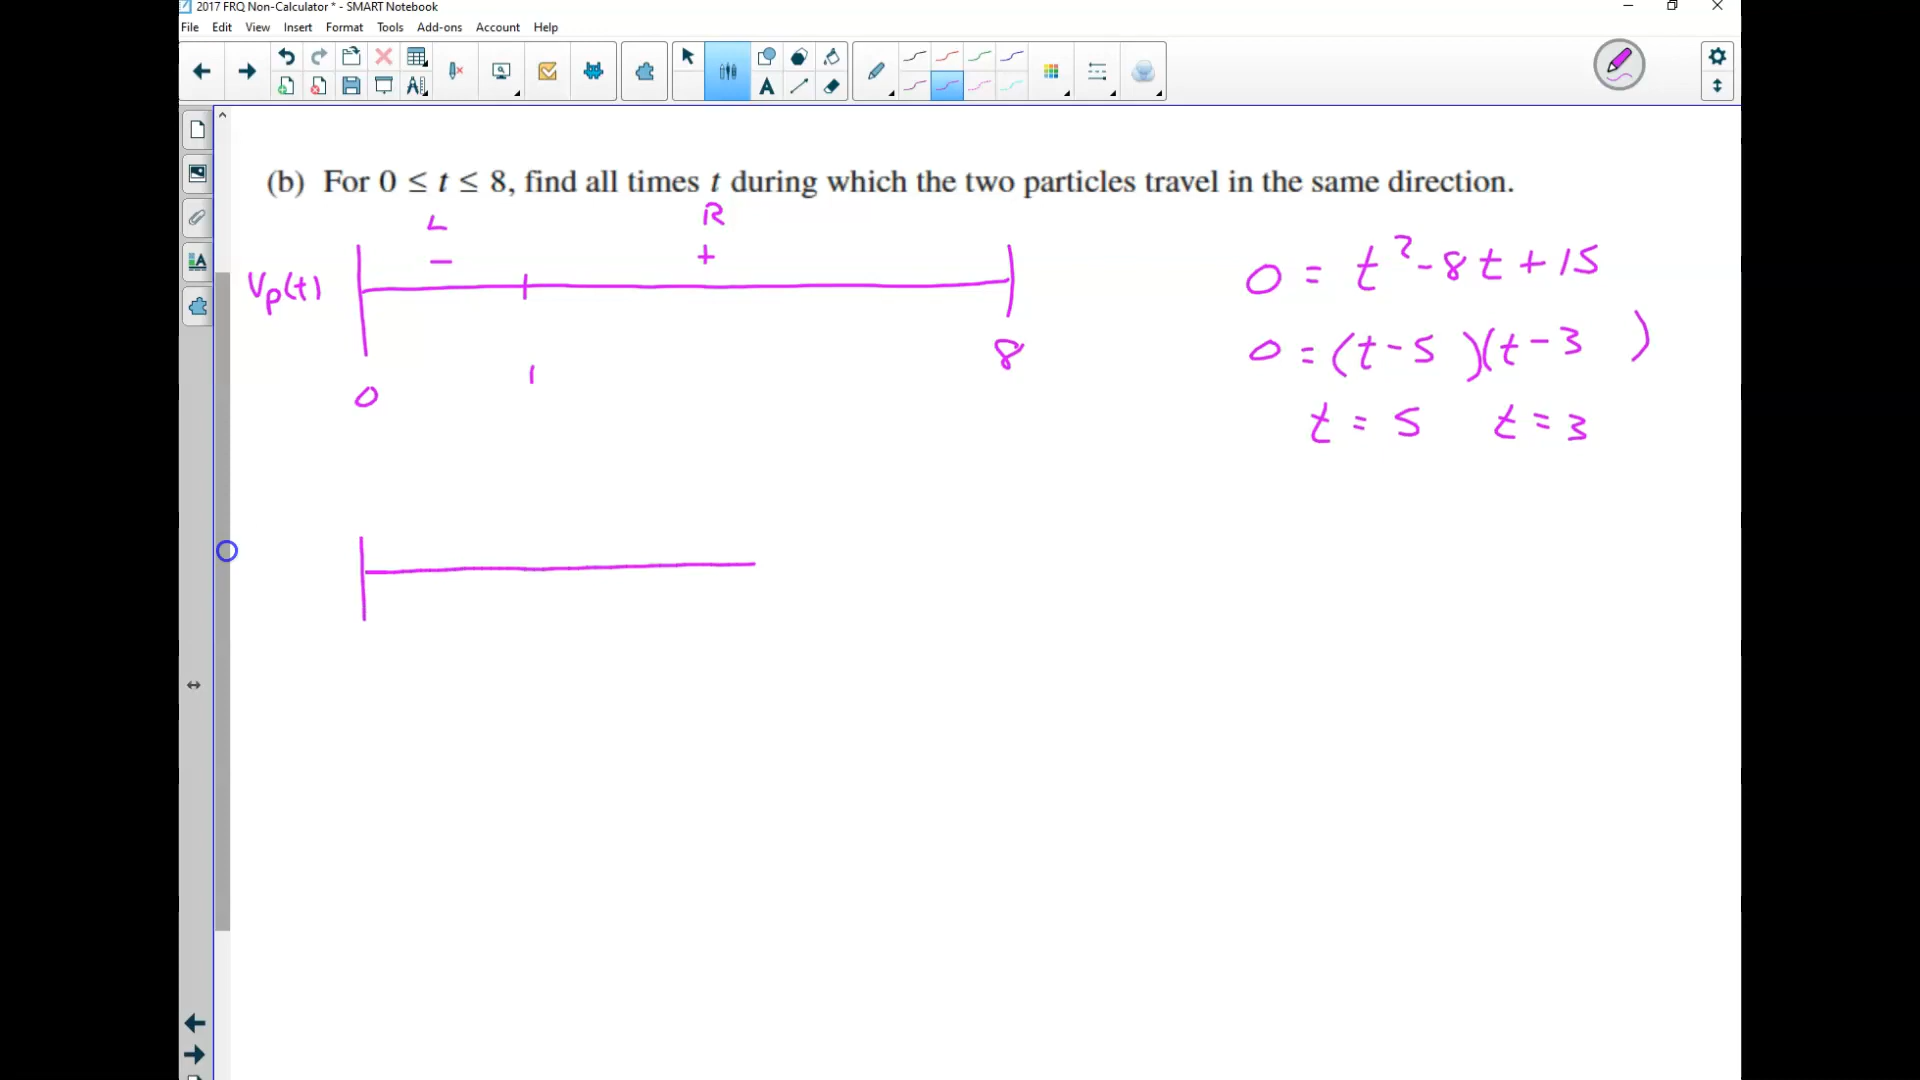 2017 FRQ Non-Calculator * - SMART Notebook
File Edit View Insert Format Tools Add-ons Account Help
(b) For 0 ≤ t ≤ 8, find all times t during which the two particles travel in the same direction.
L R
− +
Vp(t)
0 1 8
0 = t²-8t+15
0 = (t-5)(t-3)
t = 5 t = 3